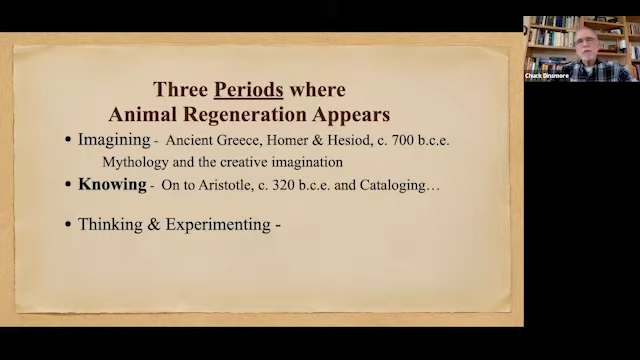 Three Periods where
Animal Regeneration Appears
• Imagining - Ancient Greece, Homer & Hesiod, c. 700 b.c.e.
Mythology and the creative imagination
• Knowing - On to Aristotle, c. 320 b.c.e. and Cataloging…
• Thinking & Experimenting -
Chuck Dinsmore